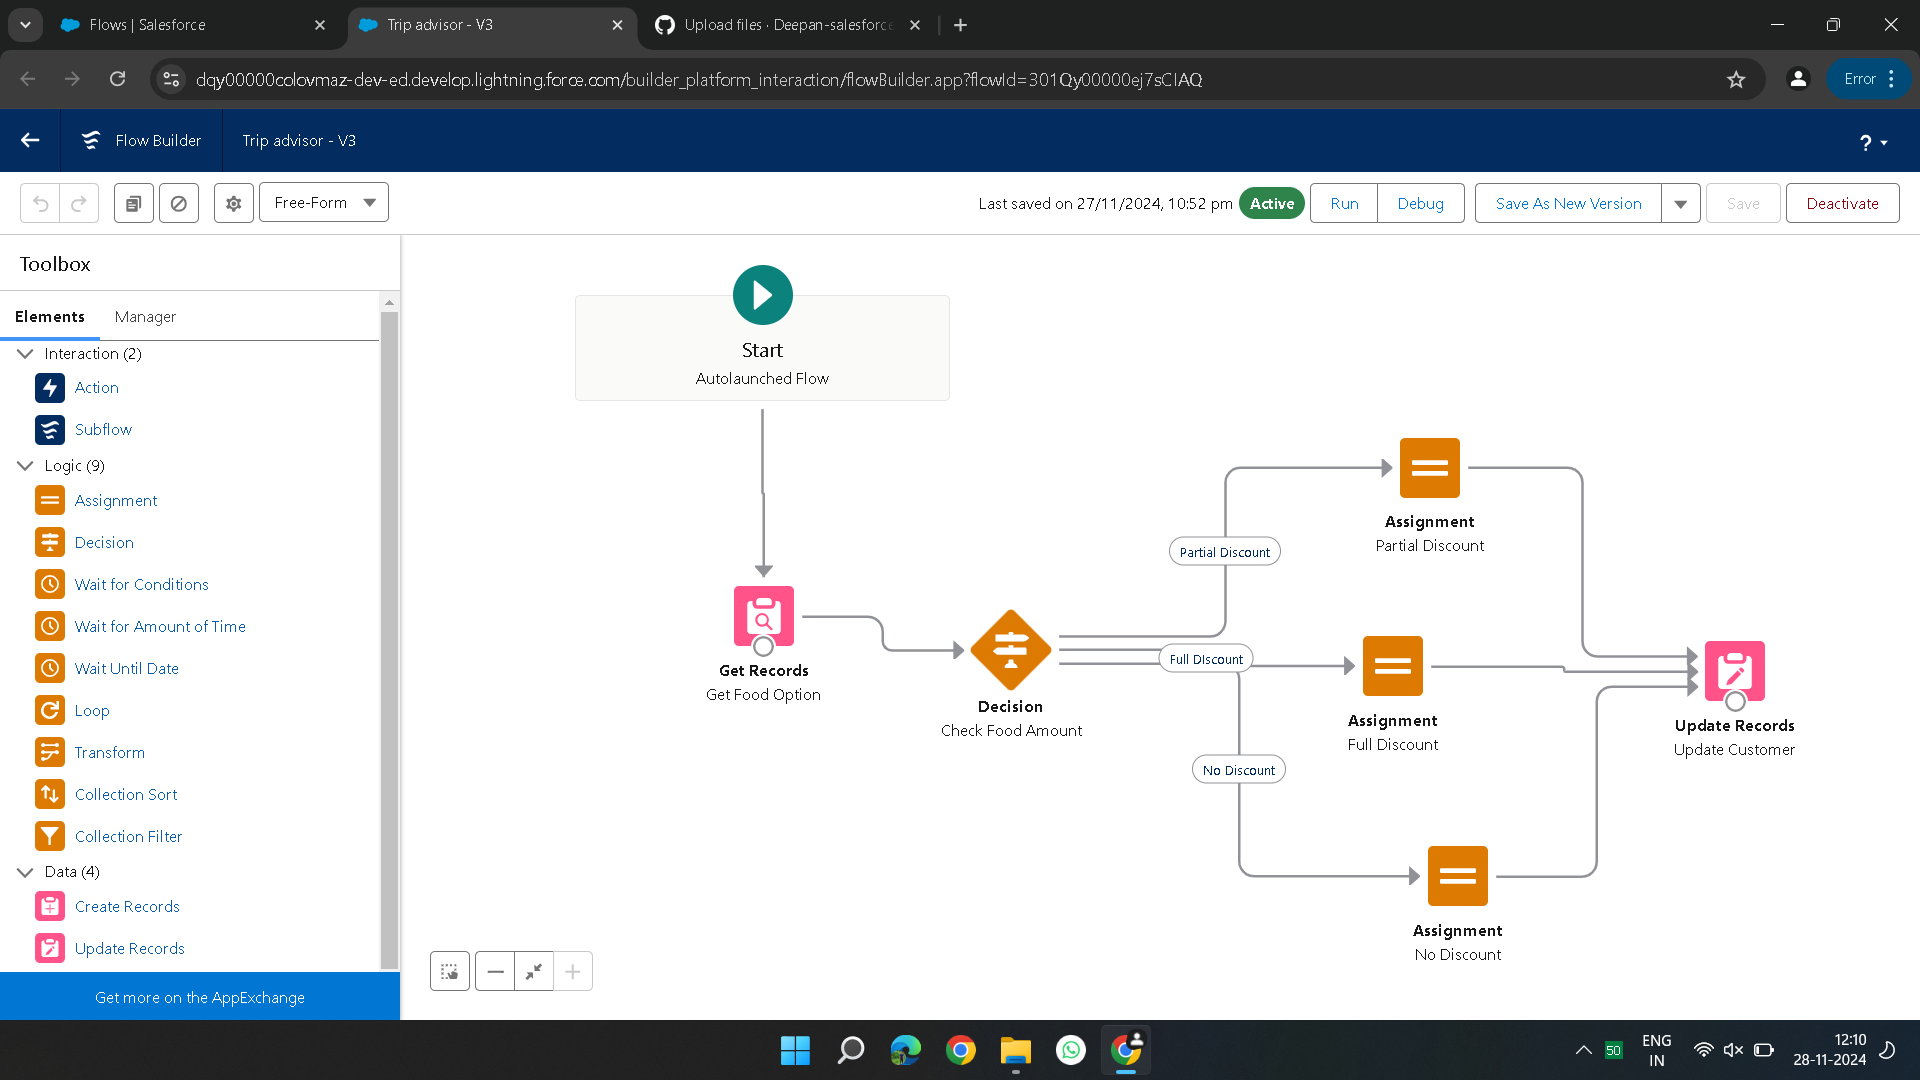 Flows | Salesforce
Trip advisor - V3
Upload files · Deepan-salesforce
dqy00000colovmaz-dev-ed.develop.lightning.force.com/builder_platform_interaction/flowBuilder.app?flowId=301Qy00000ej7sCIAQ
Error
Flow Builder
Trip advisor - V3
?
Free-Form
Last saved on 27/11/2024, 10:52 pm
Active
Run
Debug
Save As New Version
Save
Deactivate
Toolbox
Elements
Manager
Interaction (2)
Action
Subflow
Logic (9)
Assignment
Decision
Wait for Conditions
Wait for Amount of Time
Wait Until Date
Loop
Transform
Collection Sort
Collection Filter
Data (4)
Create Records
Update Records
Get more on the AppExchange
Start
Autolaunched Flow
Get Records
Get Food Option
Decision
Check Food Amount
Partial Discount
Full DIscount
No Discount
Assignment
Partial Discount
Assignment
Full Discount
Assignment
No Discount
Update Records
Update Customer
50
ENG
IN
12:10
28-11-2024